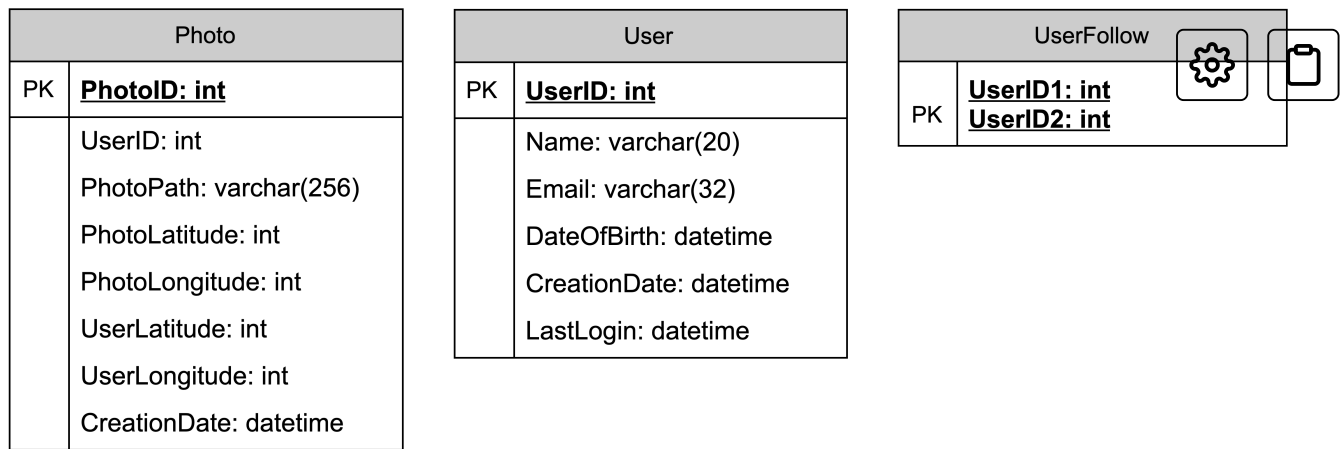 Photo
PK PhotoID: int
UserID: int
PhotoPath: varchar(256)
PhotoLatitude: int
PhotoLongitude: int
UserLatitude: int
UserLongitude: int
CreationDate: datetime
User
PK UserID: int
Name: varchar(20)
Email: varchar(32)
DateOfBirth: datetime
CreationDate: datetime
LastLogin: datetime
UserFollow
PK UserID1: int
UserID2: int